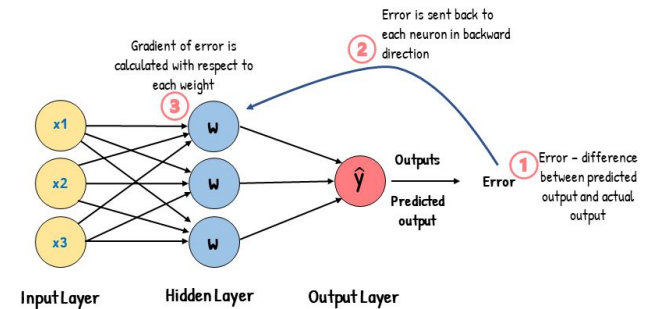 Error is sent back to
each neuron in backward
direction
2
Gradient of error is
calculated with respect to
each weight
3
x1
x2
x3
w
w
w
Ŷ
Outputs
Predicted
output
Error
1
Error - difference
between predicted
output and actual
output
Input Layer
Hidden Layer
Output Layer